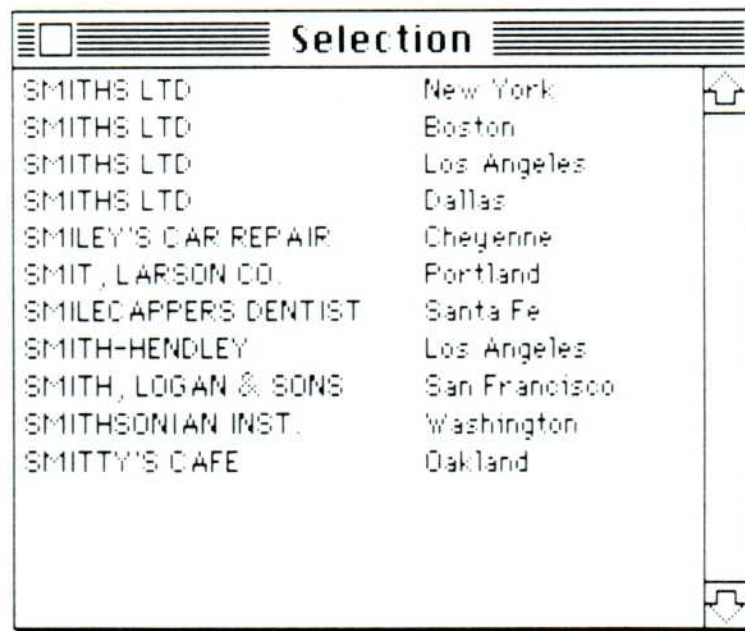 Selection
SMITHS LTD New York
SMITHS LTD Boston
SMITHS LTD Los Angeles
SMITHS LTD Dallas
SMILEY'S CAR REPAIR Cheyenne
SMIT, LARSON CO. Portland
SMILECAPPERS DENTIST Santa Fe
SMITH-HENDLEY Los Angeles
SMITH, LOGAN & SONS San Francisco
SMITHSONIAN INST. Washington
SMITTY'S CAFE Oakland